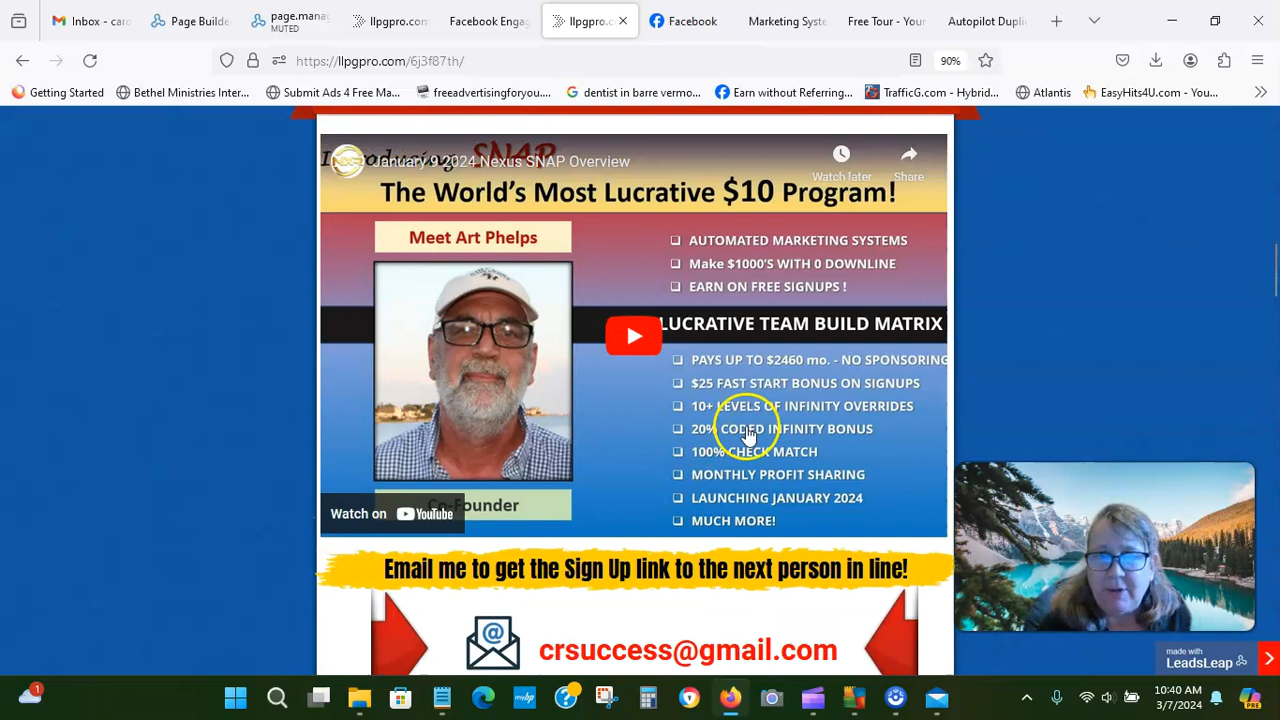 Inbox - caro
Page Builde
page.mana
MUTED
llpgpro.com
Facebook Engag
llpgpro.c
Facebook
Marketing Syste
Free Tour - Your
Autopilot Duplic
https://llpgpro.com/6j3f87th/
90%
Getting Started
Bethel Ministries Inter...
Submit Ads 4 Free Ma...
freeadvertisingforyou....
dentist in barre vermo...
Earn without Referring...
TrafficG.com - Hybrid...
Atlantis
EasyHits4U.com - You...
Introducing SNAP
January 9 2024 Nexus SNAP Overview
Watch later
Share
The World's Most Lucrative $10 Program!
Meet Art Phelps
AUTOMATED MARKETING SYSTEMS
Make $1000'S WITH 0 DOWNLINE
EARN ON FREE SIGNUPS !
LUCRATIVE TEAM BUILD MATRIX
PAYS UP TO $2460 mo. - NO SPONSORING
$25 FAST START BONUS ON SIGNUPS
10+ LEVELS OF INFINITY OVERRIDES
20% CODED INFINITY BONUS
100% CHECK MATCH
MONTHLY PROFIT SHARING
LAUNCHING JANUARY 2024
MUCH MORE!
Co-Founder
Watch on YouTube
Email me to get the Sign Up link to the next person in line!
crsuccess@gmail.com
made with
LeadsLeap
1
10:40 AM
3/7/2024